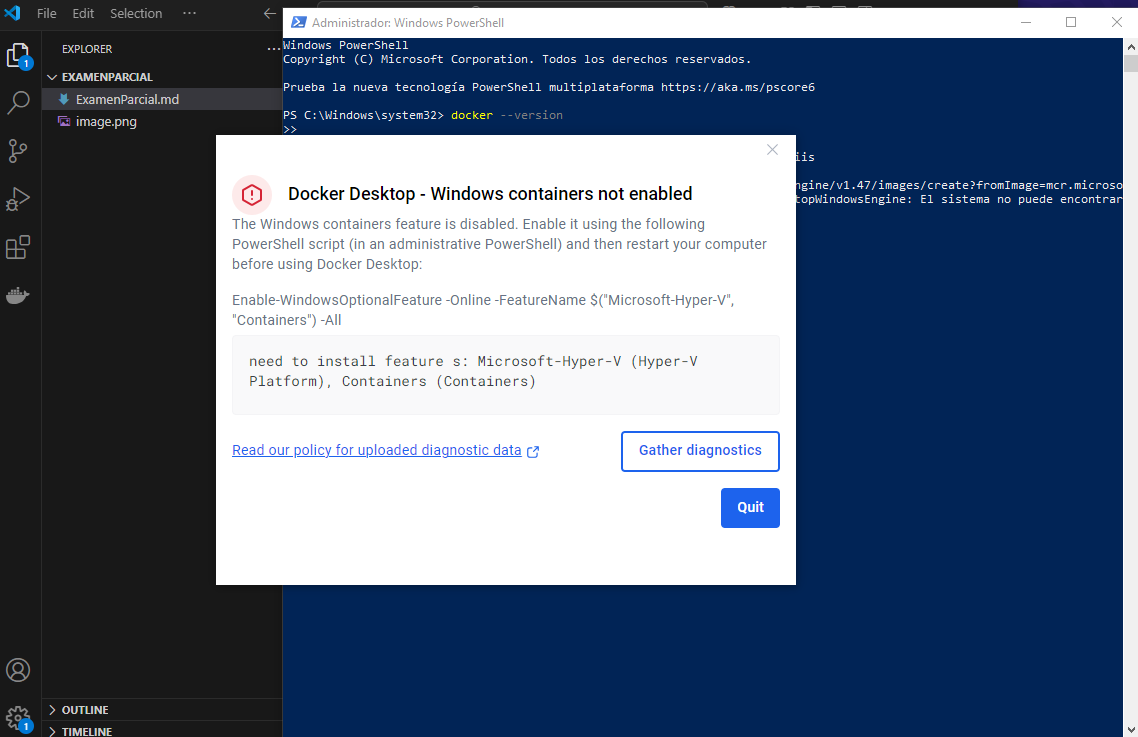 File Edit Selection ···
Administrador: Windows PowerShell
EXPLORER
EXAMENPARCIAL
ExamenParcial.md
image.png
1
OUTLINE
TIMELINE
1
Windows PowerShell
Copyright (C) Microsoft Corporation. Todos los derechos reservados.
Prueba la nueva tecnología PowerShell multiplataforma https://aka.ms/pscore6
PS C:\Windows\system32> docker --version
>>
iis
ngine/v1.47/images/create?fromImage=mcr.microso
topWindowsEngine: El sistema no puede encontrar
Docker Desktop - Windows containers not enabled
The Windows containers feature is disabled. Enable it using the following
PowerShell script (in an administrative PowerShell) and then restart your computer
before using Docker Desktop:
Enable-WindowsOptionalFeature -Online -FeatureName $("Microsoft-Hyper-V",
"Containers") -All
need to install feature s: Microsoft-Hyper-V (Hyper-V
Platform), Containers (Containers)
Read our policy for uploaded diagnostic data
Gather diagnostics
Quit